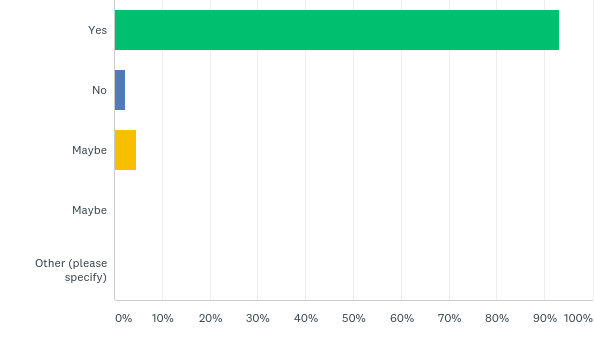 Yes
No
Maybe
Maybe
Other (please
specify)
0% 10% 20% 30% 40% 50% 60% 70% 80% 90% 100%